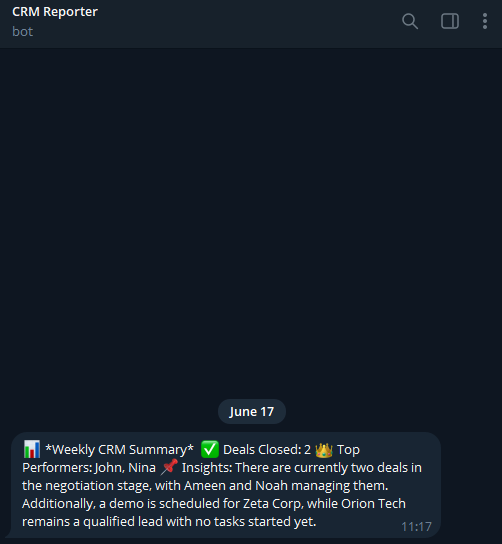 CRM Reporter
bot
June 17
📊 *Weekly CRM Summary* ✅ Deals Closed: 2 👑 Top
Performers: John, Nina 📌 Insights: There are currently two deals in
the negotiation stage, with Ameen and Noah managing them.
Additionally, a demo is scheduled for Zeta Corp, while Orion Tech
remains a qualified lead with no tasks started yet.
11:17